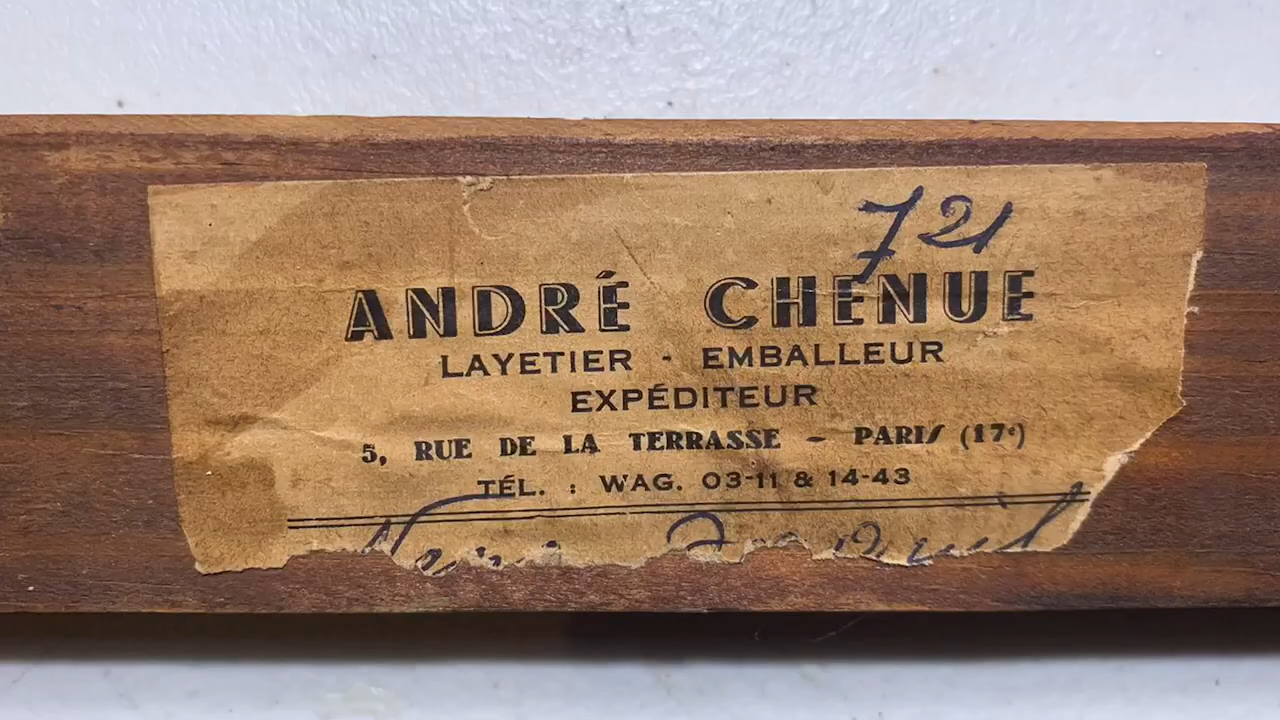 721
ANDRÉ CHENUE
LAYETIER - EMBALLEUR
EXPÉDITEUR
5, RUE DE LA TERRASSE - PARIS (17e)
TÉL. : WAG. 03-11 & 14-43